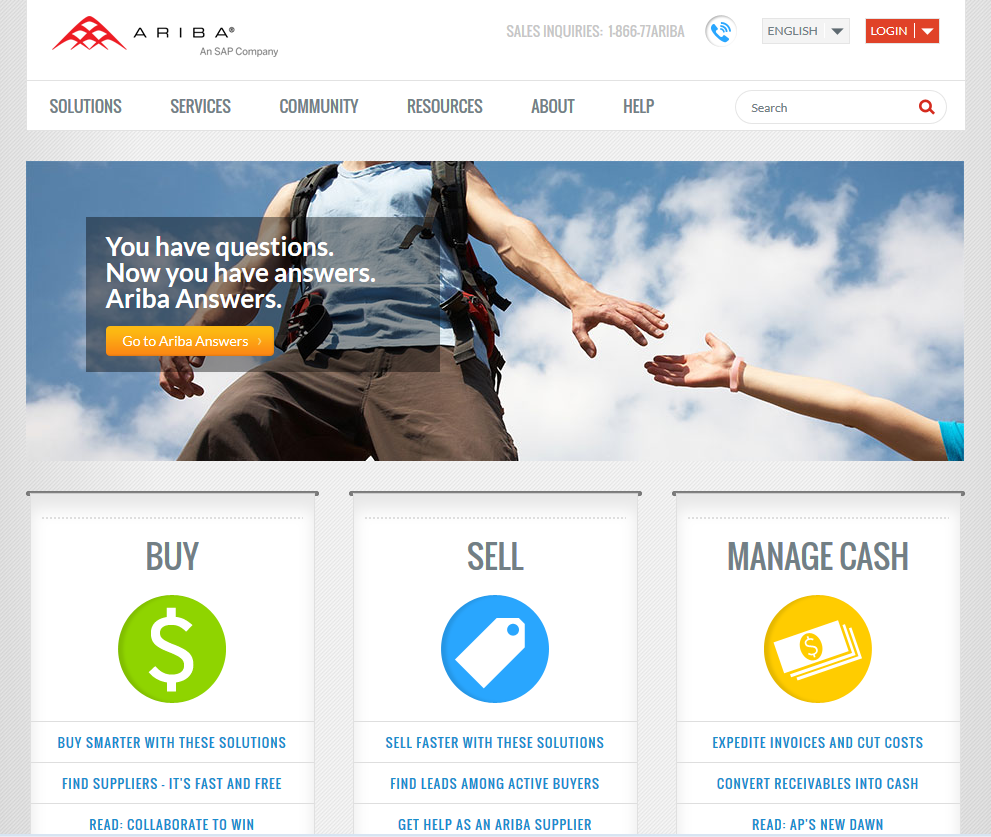 ARIBA®
An SAP Company
SALES INQUIRIES: 1-866-77ARIBA
ENGLISH
LOGIN
SOLUTIONS SERVICES COMMUNITY RESOURCES ABOUT HELP
Search
You have questions.
Now you have answers.
Ariba Answers.
Go to Ariba Answers ›
BUY
$
BUY SMARTER WITH THESE SOLUTIONS
FIND SUPPLIERS - IT'S FAST AND FREE
READ: COLLABORATE TO WIN
SELL
SELL FASTER WITH THESE SOLUTIONS
FIND LEADS AMONG ACTIVE BUYERS
GET HELP AS AN ARIBA SUPPLIER
MANAGE CASH
$
EXPEDITE INVOICES AND CUT COSTS
CONVERT RECEIVABLES INTO CASH
READ: AP'S NEW DAWN